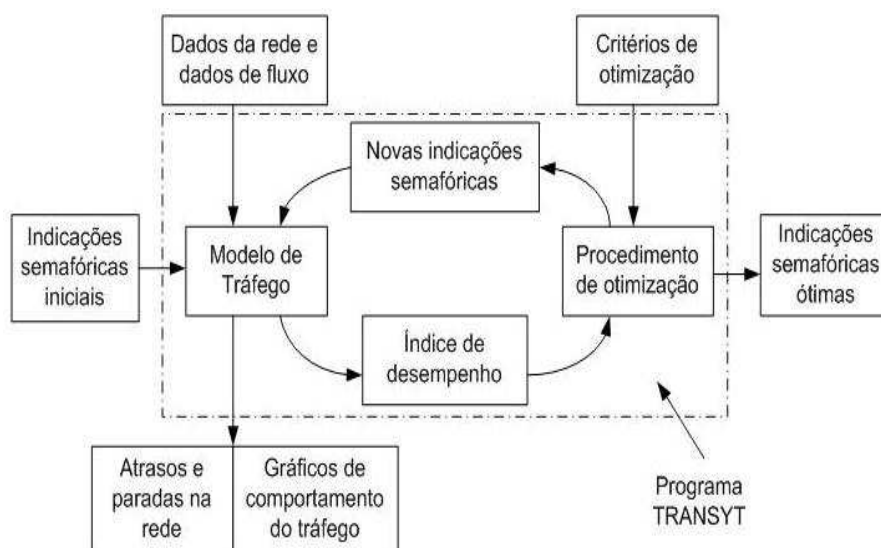 Dados da rede e
dados de fluxo
Critérios de
otimização
Novas indicações
semafóricas
Indicações
semafóricas
iniciais
Modelo de
Tráfego
Procedimento
de otimização
Indicações
semafóricas
ótimas
Índice de
desempenho
Atrasos e
paradas na
rede
Gráficos de
comportamento
do tráfego
Programa
TRANSYT